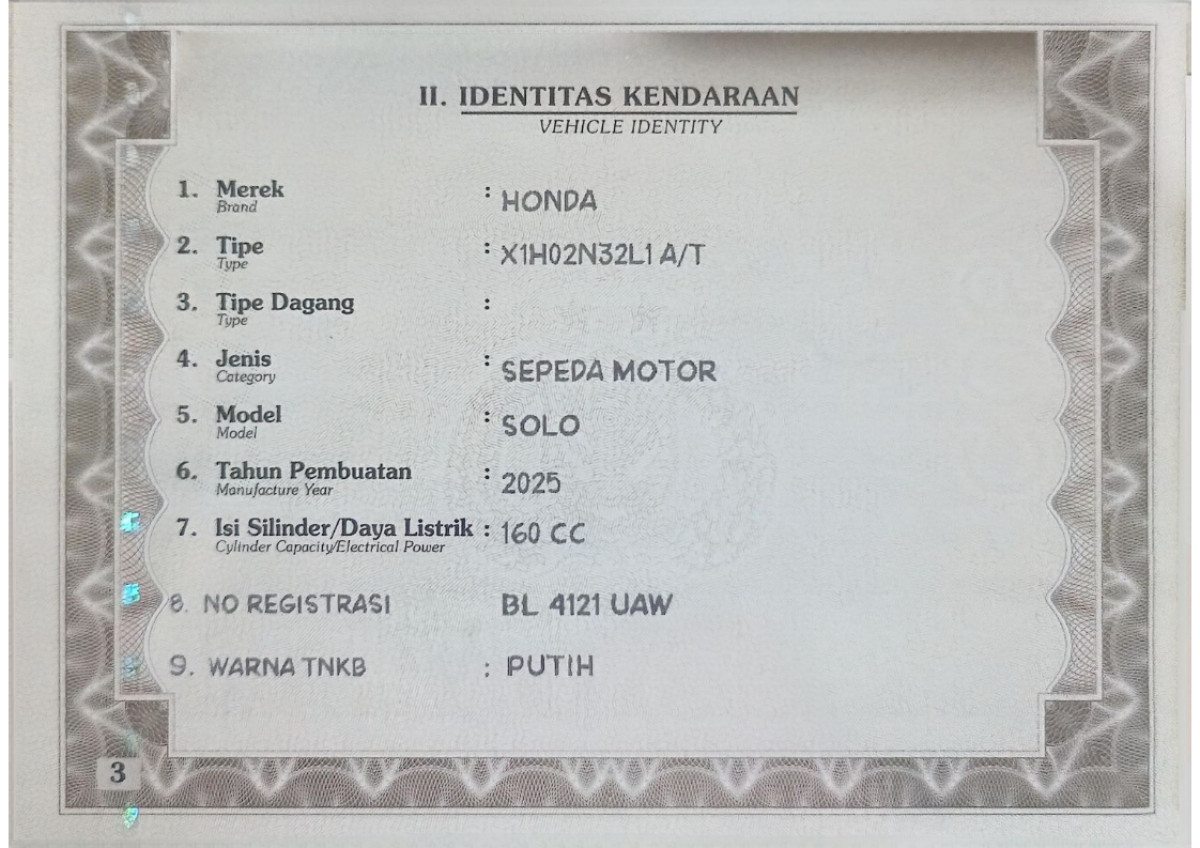 II. IDENTITAS KENDARAAN
VEHICLE IDENTITY
1. Merek : HONDA
Brand
2. Tipe : X1H02N32L1 A/T
Type
3. Tipe Dagang :
Type
4. Jenis : SEPEDA MOTOR
Category
5. Model : SOLO
Model
6. Tahun Pembuatan : 2025
Manufacture Year
7. Isi Silinder/Daya Listrik : 160 CC
Cylinder Capacity/Electrical Power
8. NO REGISTRASI BL 4121 UAW
9. WARNA TNKB : PUTIH
3